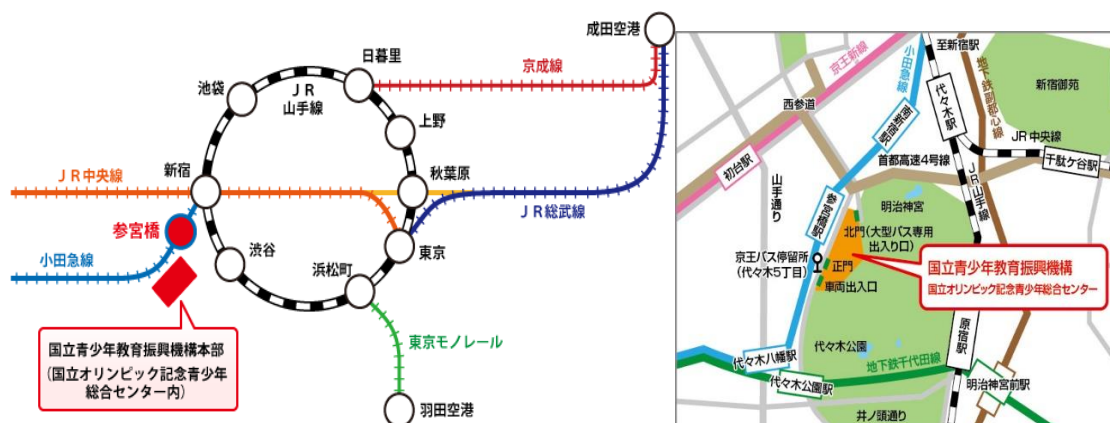 成田空港
日暮里
京成線
池袋
JR
山手線
上野
新宿
秋葉原
JR中央線
JR総武線
参宮橋
小田急線
渋谷
浜松町
東京
東京モノレール
羽田空港
国立青少年教育振興機構本部
(国立オリンピック記念青少年
総合センター内)
至新宿駅
京王新線
小田急線
地下鉄副都心線
新宿御苑
西参道
南新宿駅
代々木駅
JR中央線
千駄ケ谷駅
首都高速4号線
初台駅
山手通り
JR山手線
参宮橋駅
明治神宮
北門(大型バス専用
出入り口)
京王バス停留所
(代々木5丁目)
正門
車両出入口
国立青少年教育振興機構
国立オリンピック記念青少年総合センター
原宿駅
代々木公園
代々木八幡駅
地下鉄千代田線
代々木公園駅
明治神宮前駅
井ノ頭通り